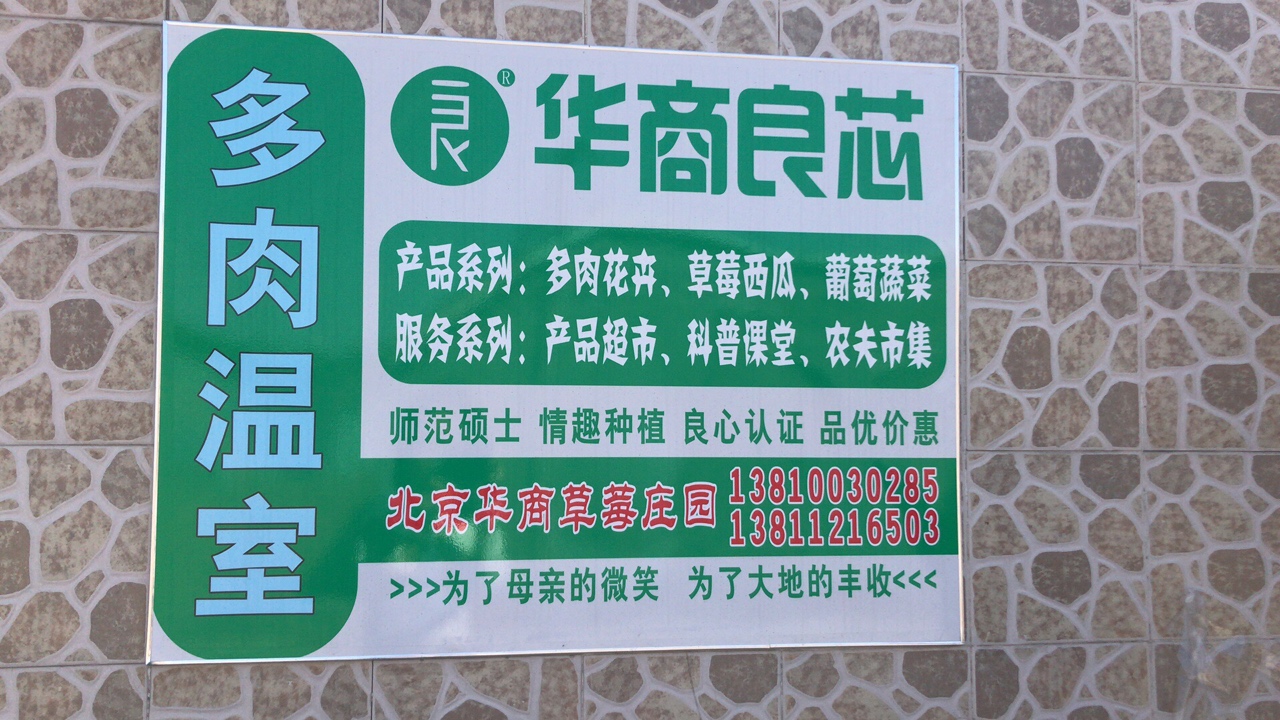 多肉温室
良®
华商良芯
产品系列：多肉花卉、草莓西瓜、葡萄蔬菜
服务系列：产品超市、科普课堂、农夫市集
师范硕士 情趣种植 良心认证 品优价惠
北京华商草莓庄园
13810030285
13811216503
>>>为了母亲的微笑 为了大地的丰收<<<